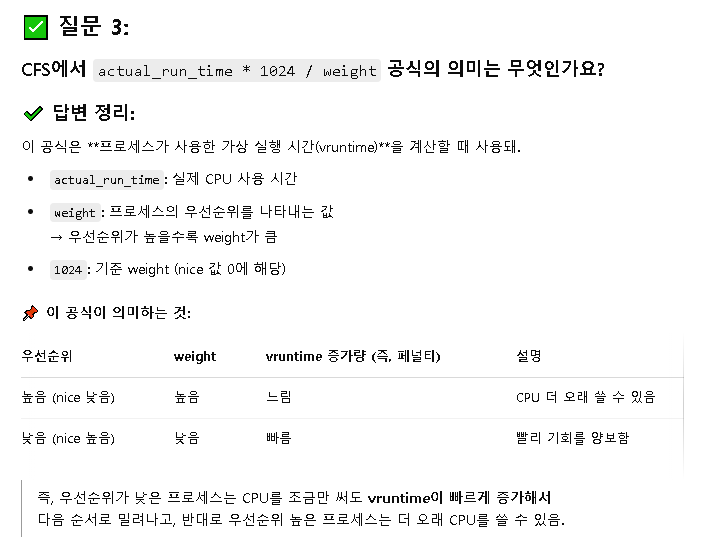 ✅ 질문 3:
CFS에서 actual_run_time * 1024 / weight 공식의 의미는 무엇인가요?
✔ 답변 정리:
이 공식은 **프로세스가 사용한 가상 실행 시간(vruntime)**을 계산할 때 사용돼.
• actual_run_time: 실제 CPU 사용 시간
• weight: 프로세스의 우선순위를 나타내는 값
→ 우선순위가 높을수록 weight가 큼
• 1024: 기준 weight (nice 값 0에 해당)
📌 이 공식이 의미하는 것:
우선순위 weight vruntime 증가량 (즉, 페널티) 설명
높음 (nice 낮음) 높음 느림 CPU 더 오래 쓸 수 있음
낮음 (nice 높음) 낮음 빠름 빨리 기회를 양보함
즉, 우선순위가 낮은 프로세스는 CPU를 조금만 써도 vruntime이 빠르게 증가해서
다음 순서로 밀려나고, 반대로 우선순위 높은 프로세스는 더 오래 CPU를 쓸 수 있음.